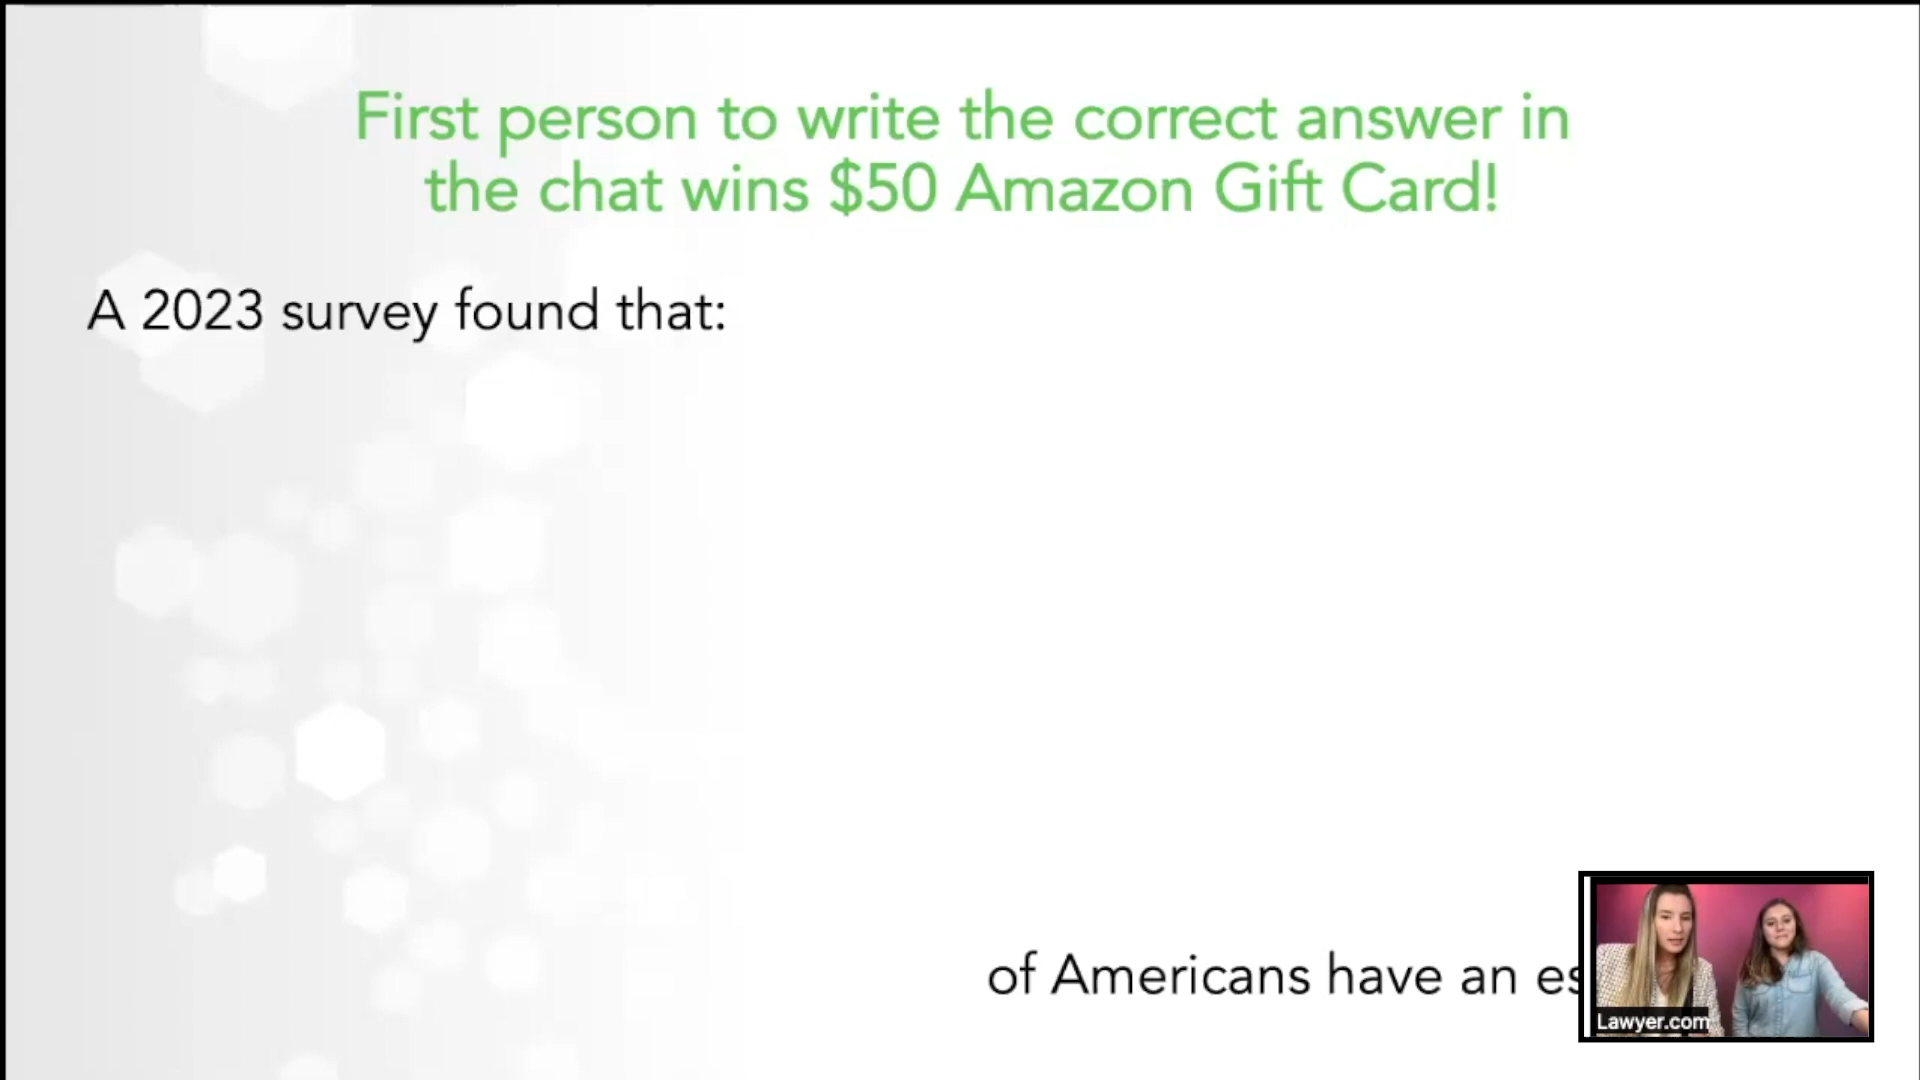 First person to write the correct answer in
the chat wins $50 Amazon Gift Card!
A 2023 survey found that:
of Americans have an es
Lawyer.com